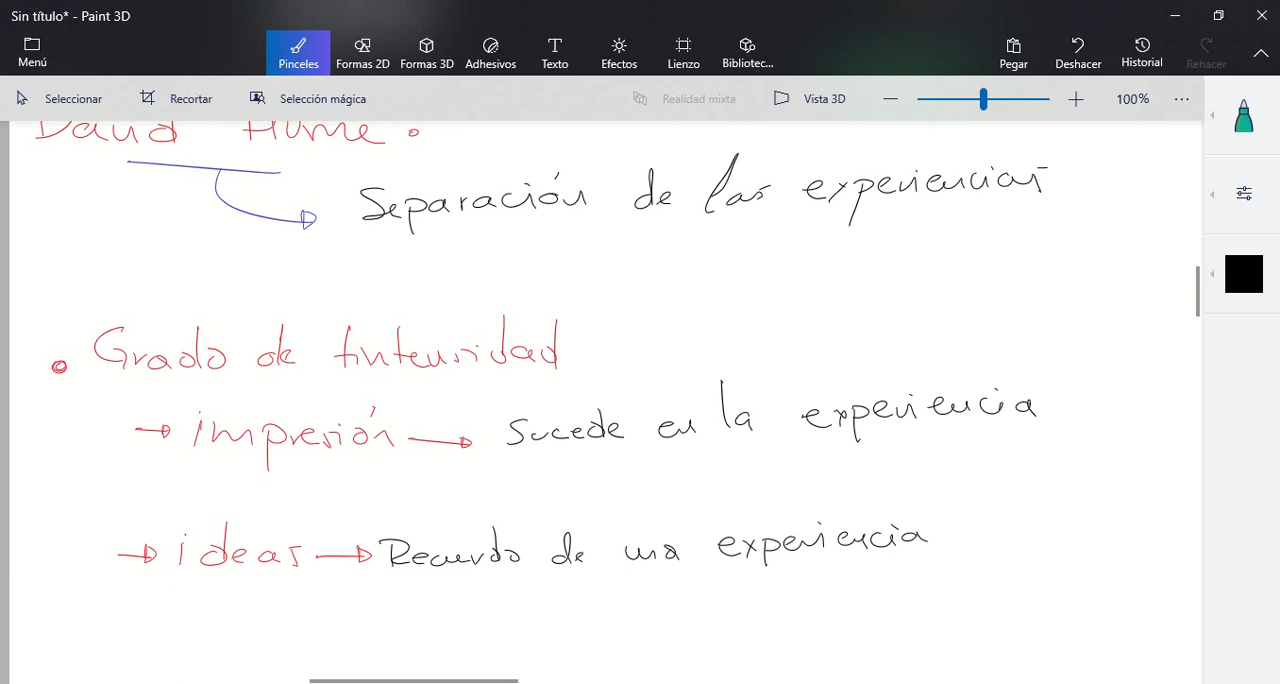 Sin título* - Paint 3D
Menú
Pinceles Formas 2D Formas 3D Adhesivos Texto Efectos Lienzo Bibliotec... Pegar Deshacer Historial Rehacer
Seleccionar Recortar Selección mágica Realidad mixta Vista 3D 100%
David Hume.
Separación de las experiencias
Grado de tintensidad
impresión sucede en la experiencia
ideas Recuerdo de una experiencia